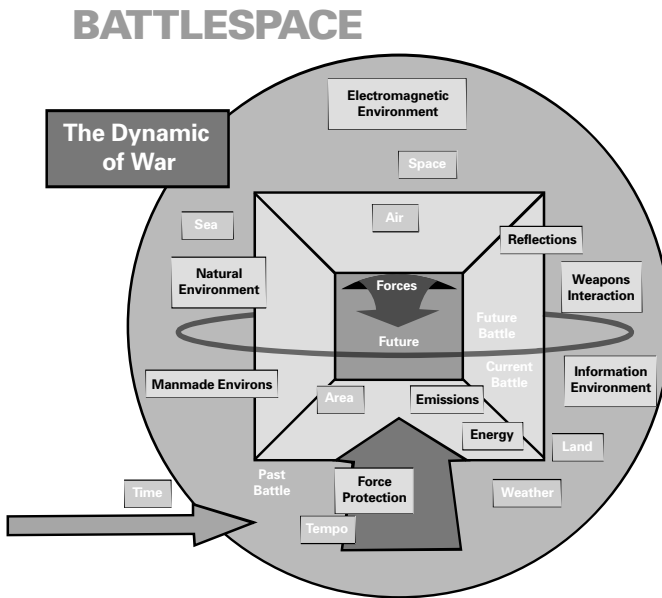 BATTLESPACE
Electromagnetic
Environment
The Dynamic
of War
Space
Air
Sea
Reflections
Natural
Environment
Weapons
Interaction
Forces
Future
Battle
Future
Current
Battle
Information
Environment
Manmade Environs
Area
Emissions
Energy
Land
Past
Battle
Force
Protection
Time
Weather
Tempo